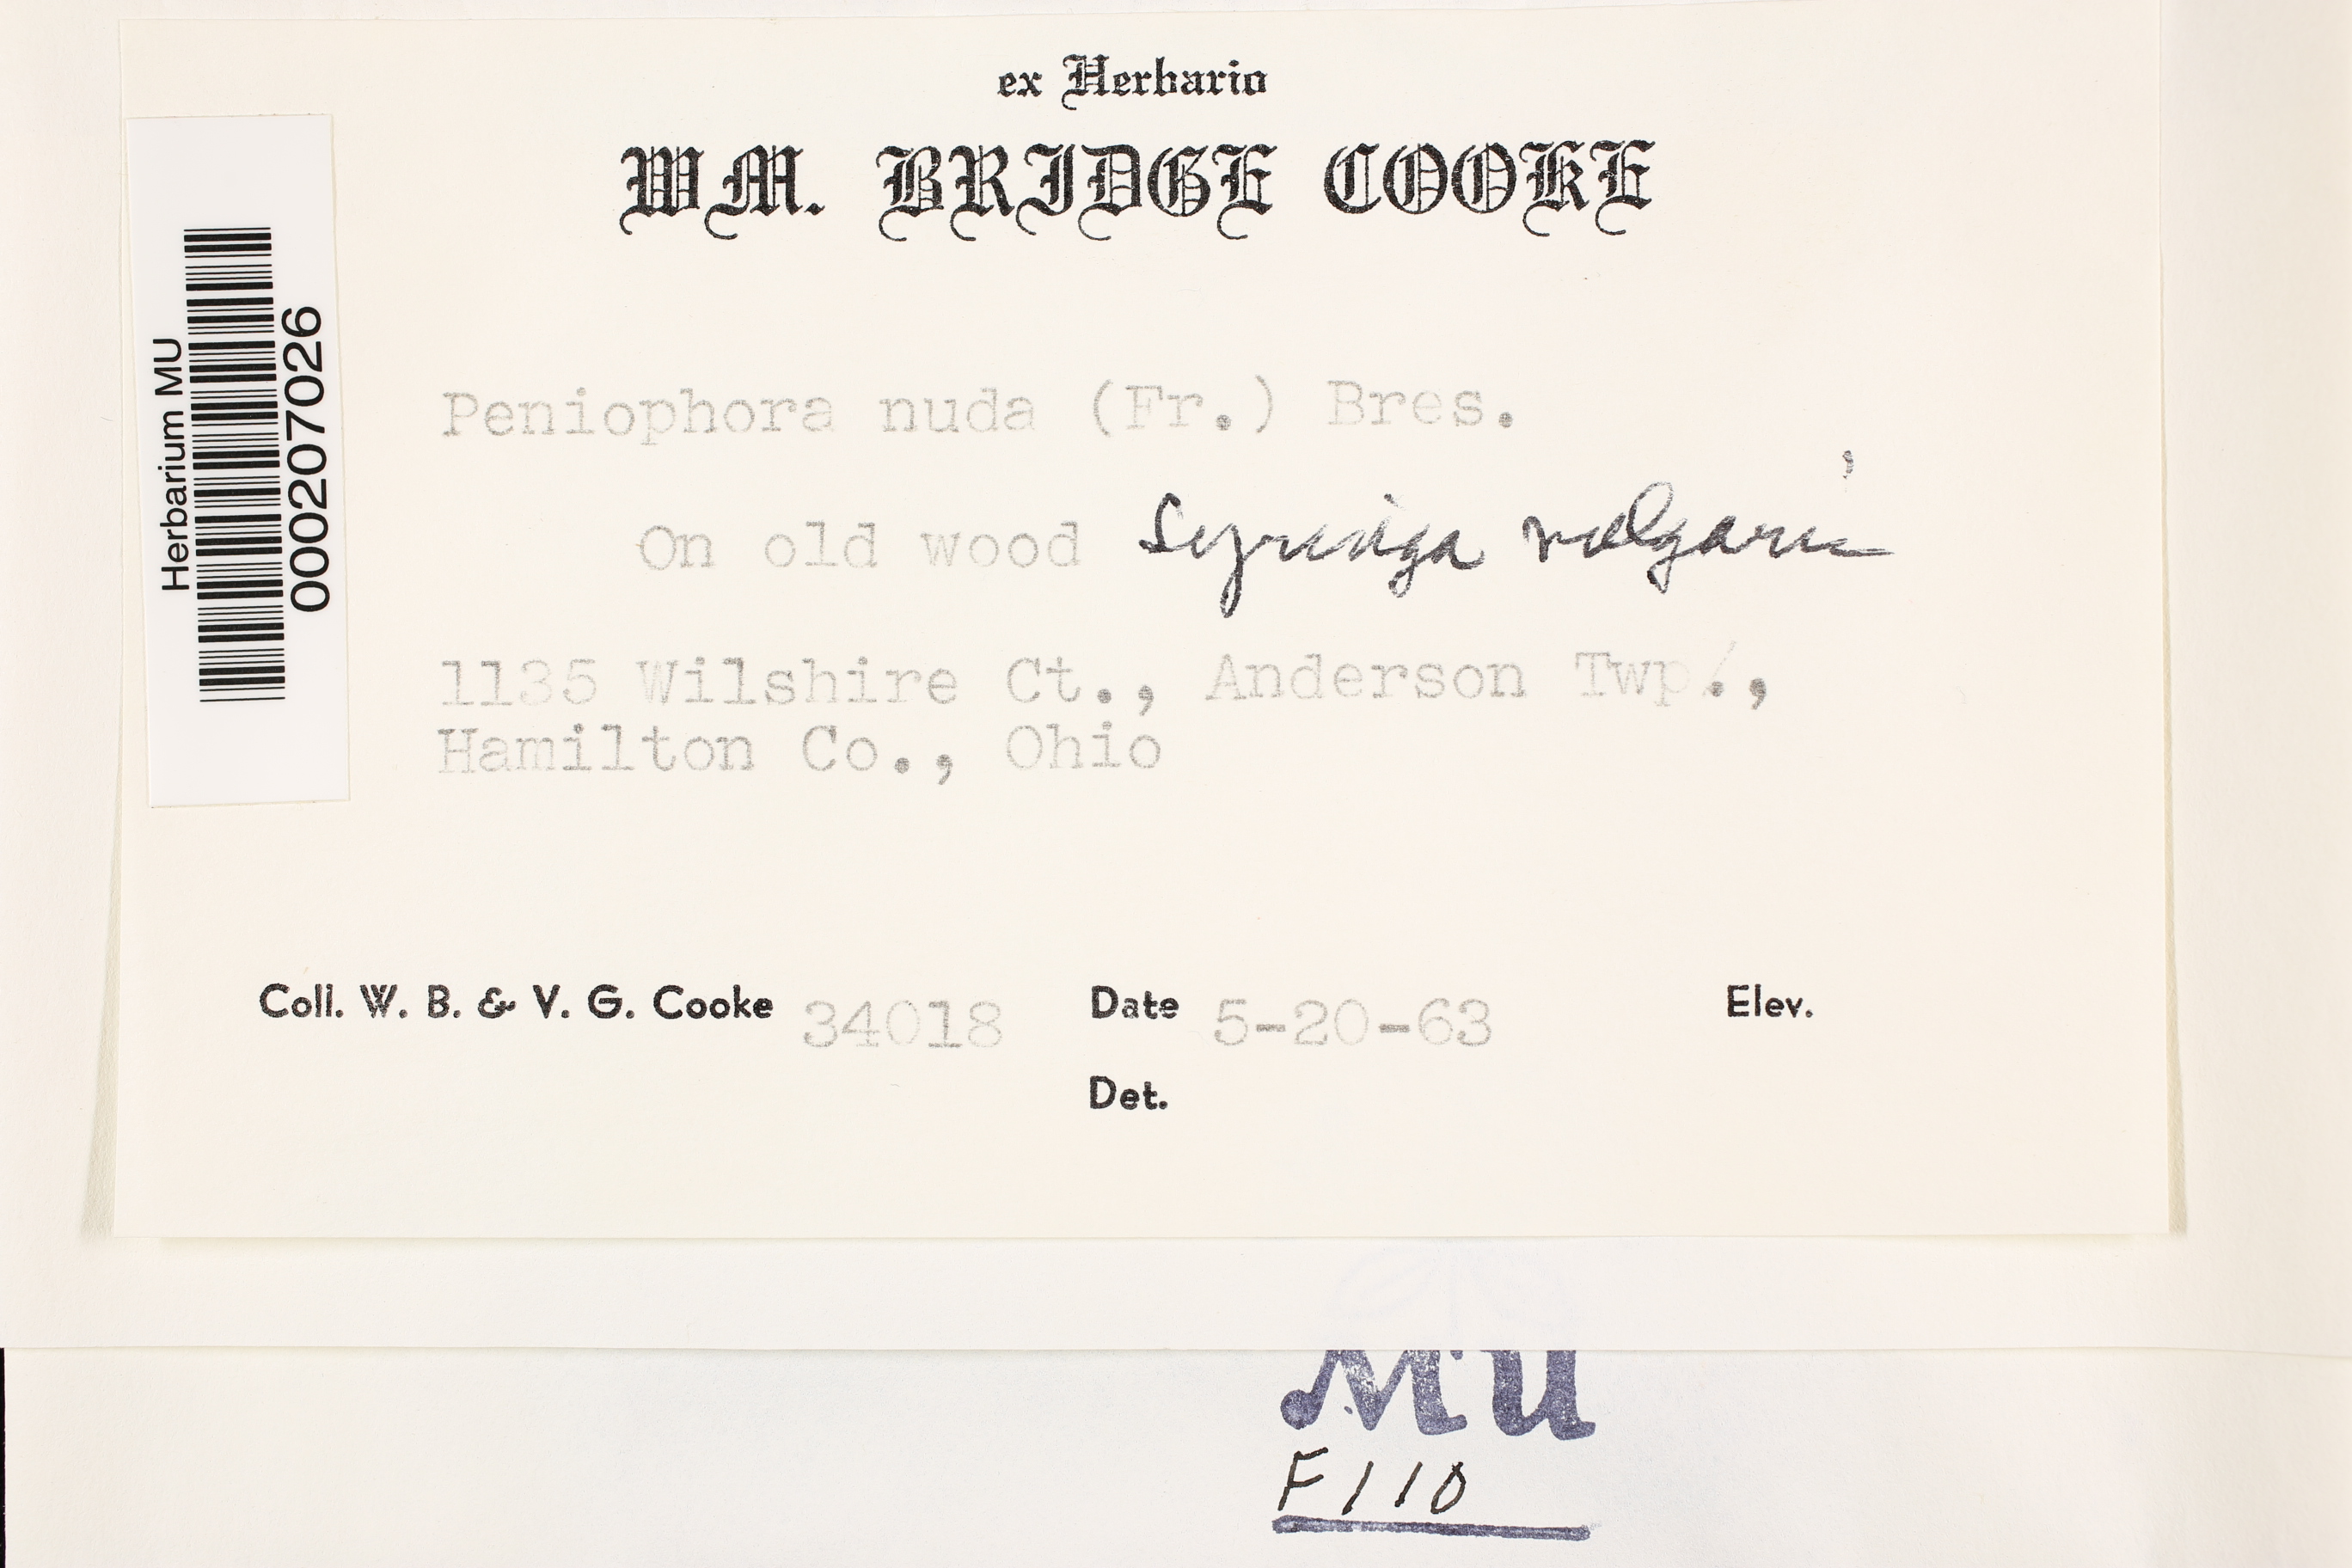 ex Herbario
WM. BRIDGE COOKE
Herbarium MU
000207026
Peniophora nuda (Fr.) Bres.
On old wood Syringa vulgaris
1135 Wilshire Ct., Anderson Twp.,
Hamilton Co., Ohio
Coll. W. B. & V. G. Cooke 34018 Date 5-20-63 Elev.
Det.
MU
F110